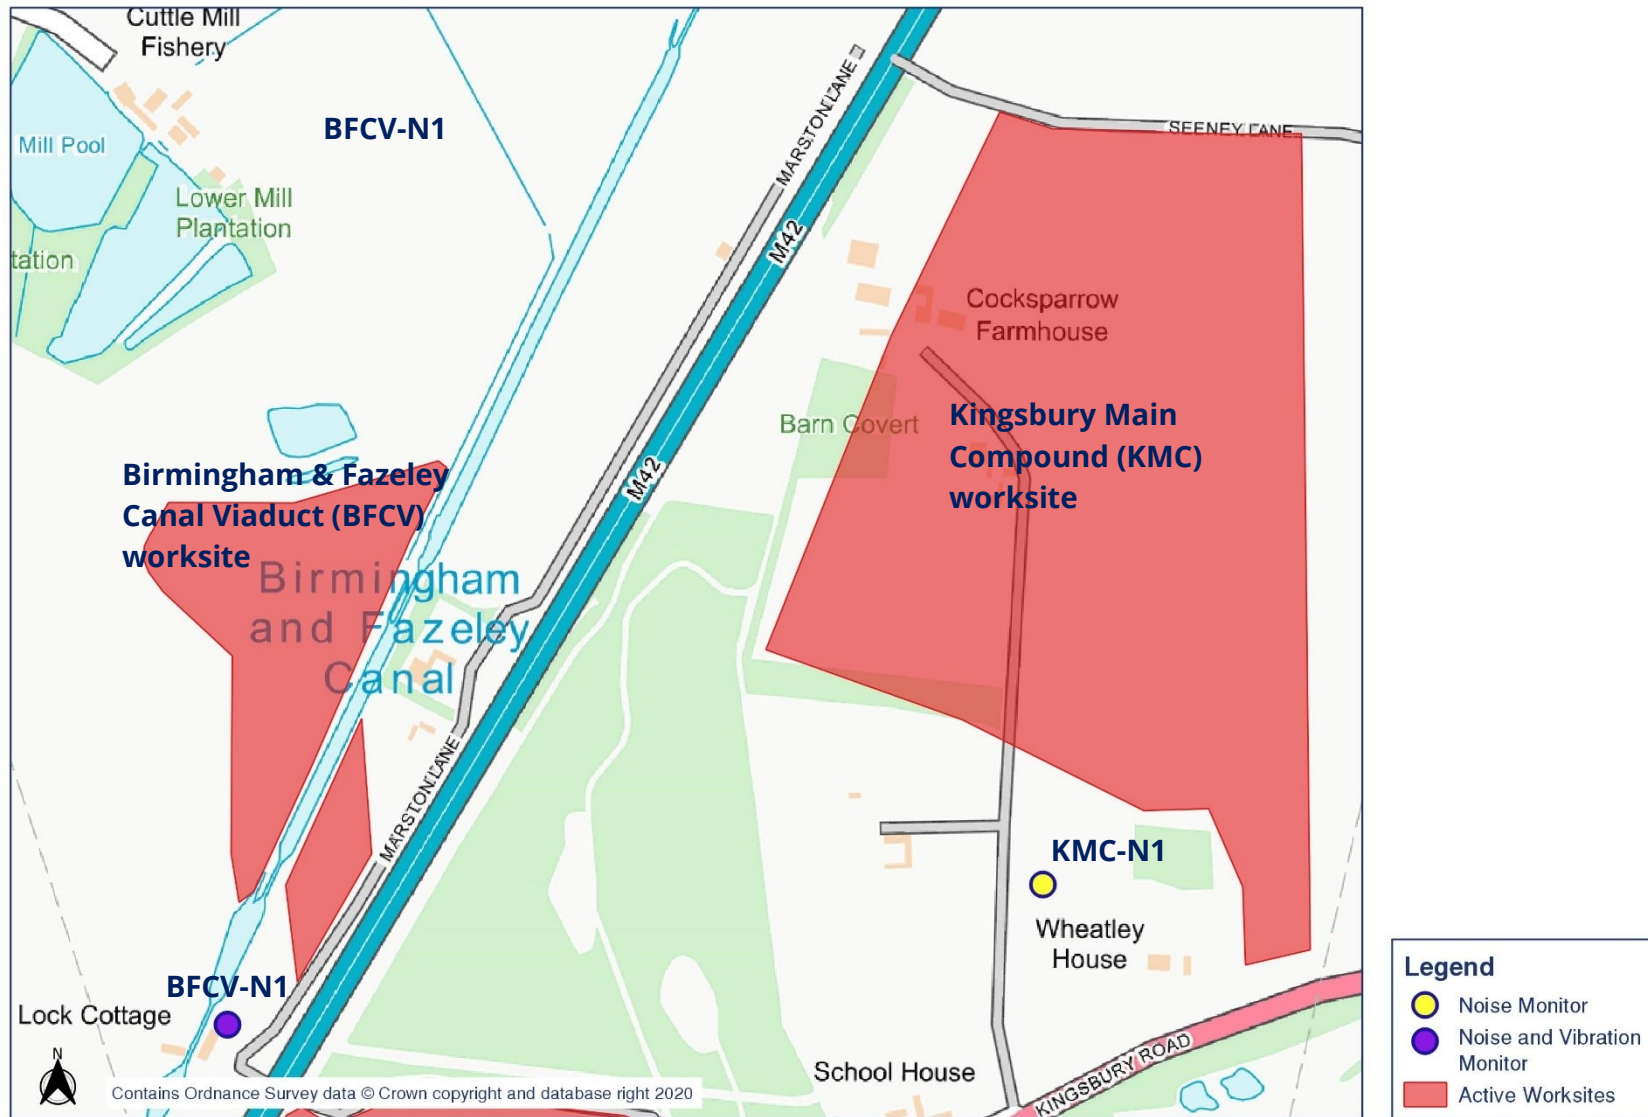 Cuttle Mill
Fishery
BFCV-N1
Mill Pool
Lower Mill
Plantation
tation
MARSTON LANE
M42
SEENEY LANE
Cocksparrow
Farmhouse
Barn Covert
Kingsbury Main
Compound (KMC)
worksite
M42
Birmingham & Fazeley
Canal Viaduct (BFCV)
worksite
Birmingham
and Fazeley
Canal
MARSTON LANE
KMC-N1
Wheatley
House
BFCV-N1
Lock Cottage
School House
KINGSBURY ROAD
N
Contains Ordnance Survey data © Crown copyright and database right 2020
Legend
Noise Monitor
Noise and Vibration
Monitor
Active Worksites